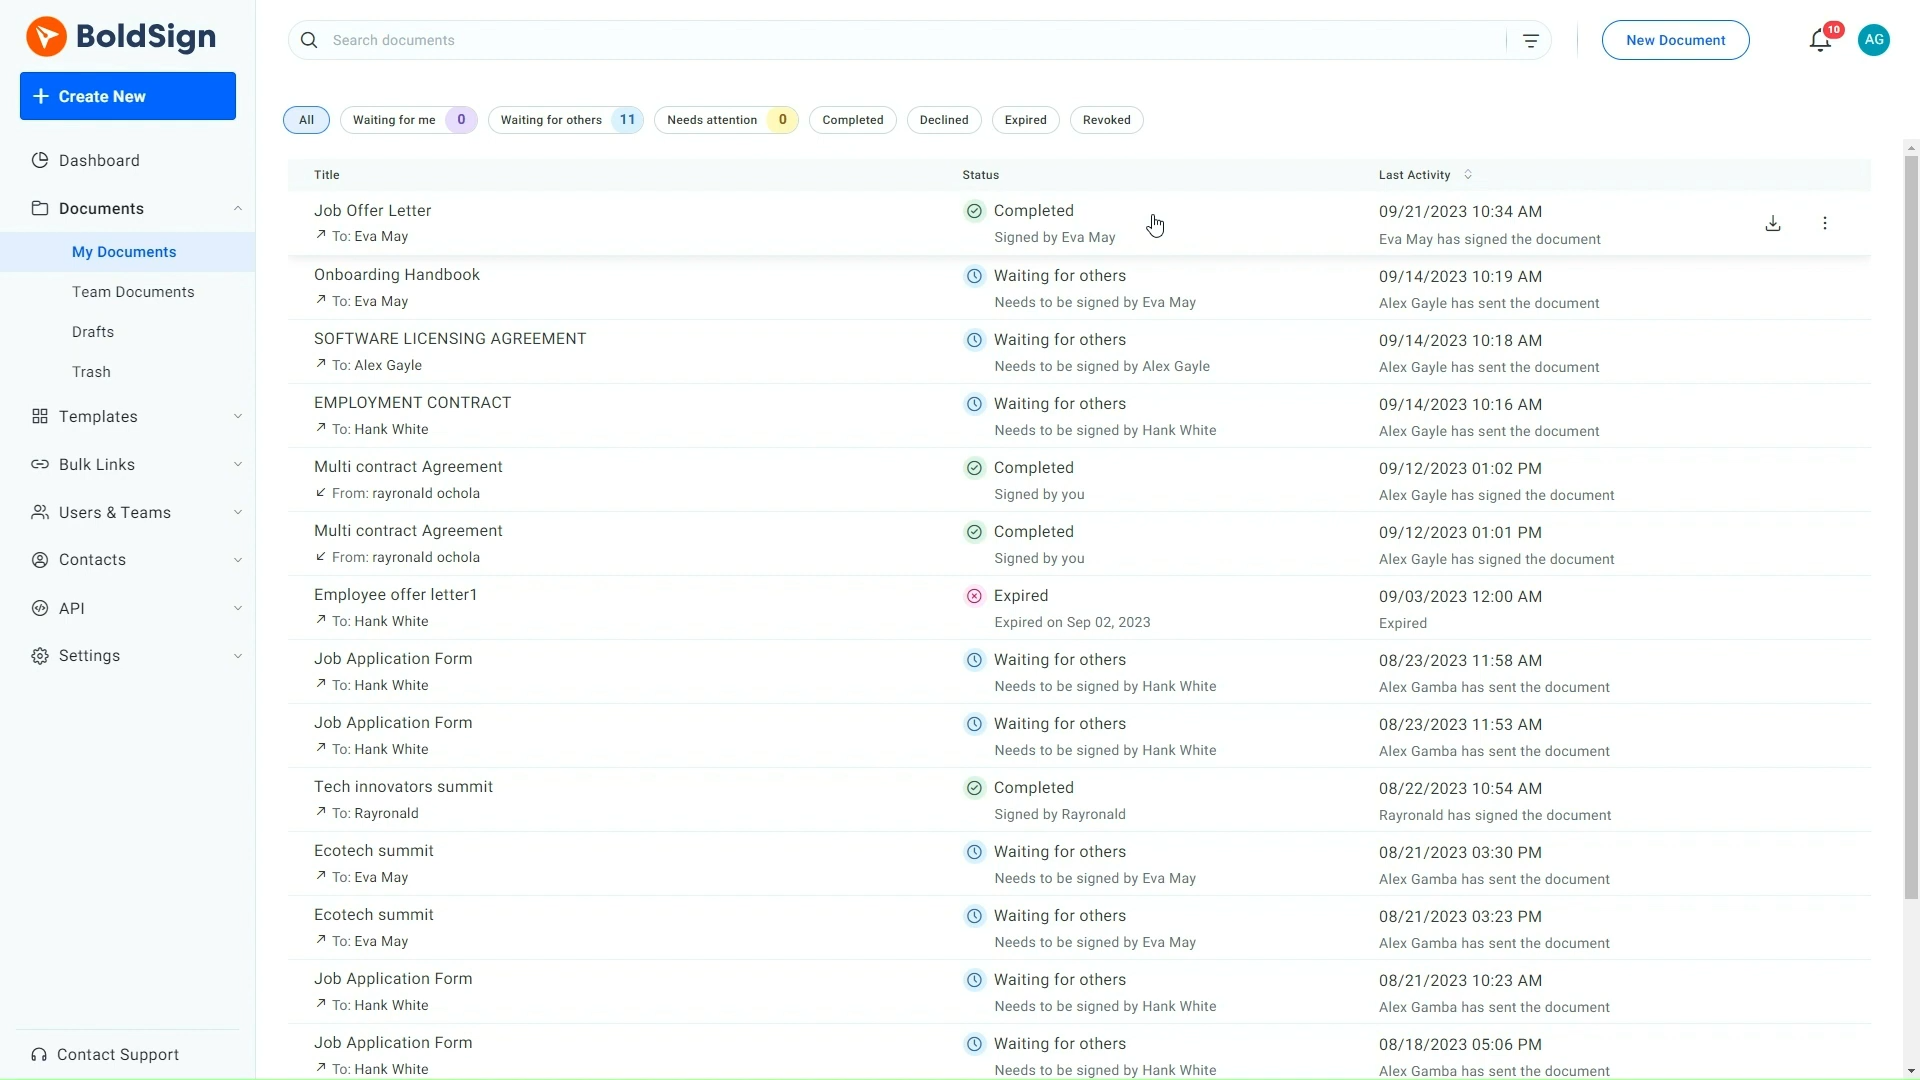 BoldSign
Search documents
New Document
10
AG
Create New
All
Waiting for me 0
Waiting for others 11
Needs attention 0
Completed
Declined
Expired
Revoked
Dashboard
Documents
My Documents
Team Documents
Drafts
Trash
Templates
Bulk Links
Users & Teams
Contacts
API
Settings
Contact Support
Title Status Last Activity
Job Offer Letter Completed 09/21/2023 10:34 AM
To: Eva May Signed by Eva May Eva May has signed the document
Onboarding Handbook Waiting for others 09/14/2023 10:19 AM
To: Eva May Needs to be signed by Eva May Alex Gayle has sent the document
SOFTWARE LICENSING AGREEMENT Waiting for others 09/14/2023 10:18 AM
To: Alex Gayle Needs to be signed by Alex Gayle Alex Gayle has sent the document
EMPLOYMENT CONTRACT Waiting for others 09/14/2023 10:16 AM
To: Hank White Needs to be signed by Hank White Alex Gayle has sent the document
Multi contract Agreement Completed 09/12/2023 01:02 PM
From: rayronald ochola Signed by you Alex Gayle has signed the document
Multi contract Agreement Completed 09/12/2023 01:01 PM
From: rayronald ochola Signed by you Alex Gayle has signed the document
Employee offer letter1 Expired 09/03/2023 12:00 AM
To: Hank White Expired on Sep 02, 2023 Expired
Job Application Form Waiting for others 08/23/2023 11:58 AM
To: Hank White Needs to be signed by Hank White Alex Gamba has sent the document
Job Application Form Waiting for others 08/23/2023 11:53 AM
To: Hank White Needs to be signed by Hank White Alex Gamba has sent the document
Tech innovators summit Completed 08/22/2023 10:54 AM
To: Rayronald Signed by Rayronald Rayronald has signed the document
Ecotech summit Waiting for others 08/21/2023 03:30 PM
To: Eva May Needs to be signed by Eva May Alex Gamba has sent the document
Ecotech summit Waiting for others 08/21/2023 03:23 PM
To: Eva May Needs to be signed by Eva May Alex Gamba has sent the document
Job Application Form Waiting for others 08/21/2023 10:23 AM
To: Hank White Needs to be signed by Hank White Alex Gamba has sent the document
Job Application Form Waiting for others 08/18/2023 05:06 PM
To: Hank White Needs to be signed by Hank White Alex Gamba has sent the document